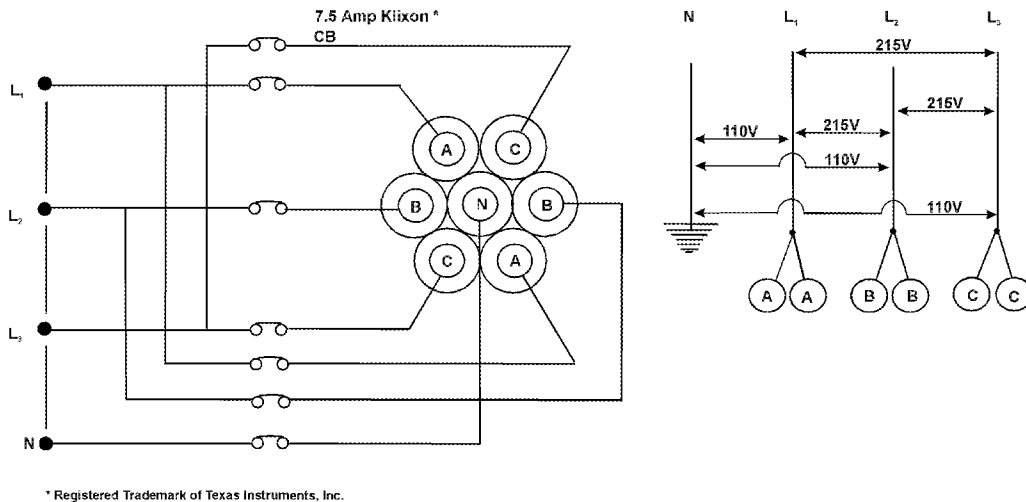 7.5 Amp Klixon *
CB
L₁
L₂
L₃
N
A
C
B
N
B
C
A
N
L₁
L₂
L₃
215V
215V
110V
215V
110V
110V
A
A
B
B
C
C
* Registered Trademark of Texas Instruments, Inc.